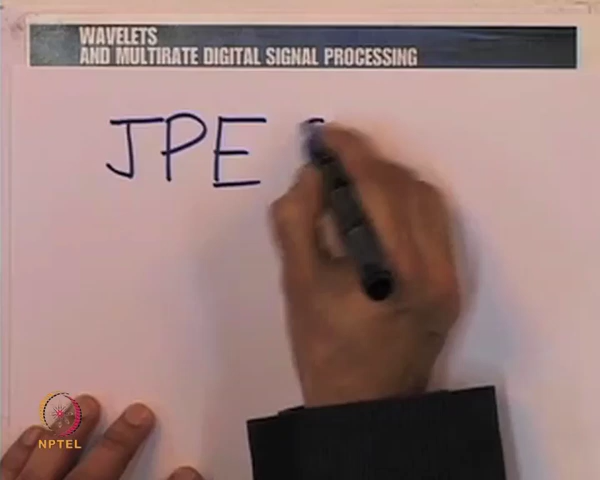 WAVELETS
AND MULTIRATE DIGITAL SIGNAL PROCESSING
JPE
NPTEL